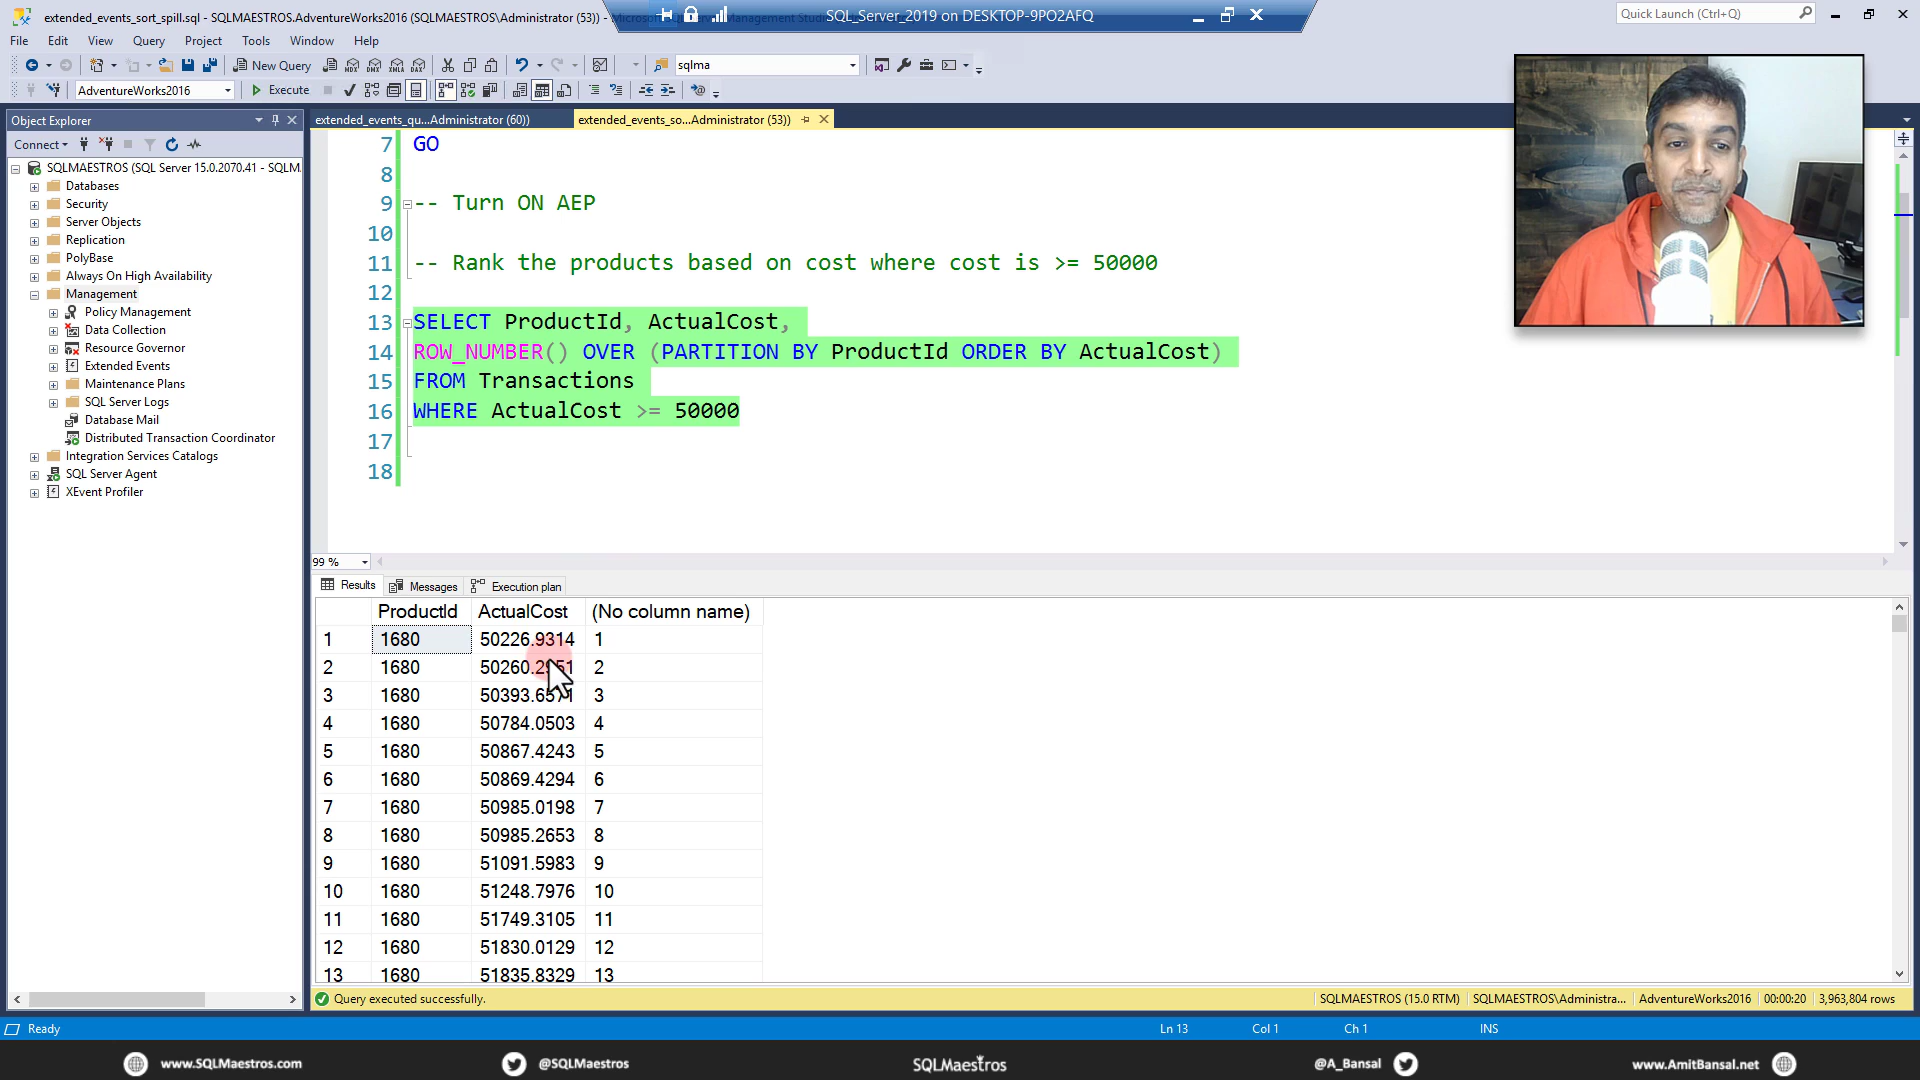 extended_events_sort_spill.sql - SQLMAESTROS.AdventureWorks2016 (SQLMAESTROS\Administrator (53)) -
SQL_Server_2019 on DESKTOP-9PO2AFQ
Quick Launch (Ctrl+Q)
File Edit View Query Project Tools Window Help
New Query
MDX DMX XMLA DAX
sqlma
AdventureWorks2016
Execute
Object Explorer
extended_events_qu...Administrator (60))
extended_events_so...Administrator (53))
Connect
SQLMAESTROS (SQL Server 15.0.2070.41 - SQLM
Databases
Security
Server Objects
Replication
PolyBase
Always On High Availability
Management
Policy Management
Data Collection
Resource Governor
Extended Events
Maintenance Plans
SQL Server Logs
Database Mail
Distributed Transaction Coordinator
Integration Services Catalogs
SQL Server Agent
XEvent Profiler
7 GO
8
9 -- Turn ON AEP
10
11 -- Rank the products based on cost where cost is >= 50000
12
13 SELECT ProductId, ActualCost,
14 ROW_NUMBER() OVER (PARTITION BY ProductId ORDER BY ActualCost)
15 FROM Transactions
16 WHERE ActualCost >= 50000
17
18
99 %
Results Messages Execution plan
ProductId ActualCost (No column name)
1 1680 50226.9314 1
2 1680 50260.2951 2
3 1680 50393.6571 3
4 1680 50784.0503 4
5 1680 50867.4243 5
6 1680 50869.4294 6
7 1680 50985.0198 7
8 1680 50985.2653 8
9 1680 51091.5983 9
10 1680 51248.7976 10
11 1680 51749.3105 11
12 1680 51830.0129 12
13 1680 51835.8329 13
Query executed successfully.
SQLMAESTROS (15.0 RTM) SQLMAESTROS\Administra... AdventureWorks2016 00:00:20 3,963,804 rows
Ready
Ln 13 Col 1 Ch 1 INS
www.SQLMaestros.com @SQLMaestros SQLMaestros @A_Bansal www.AmitBansal.net